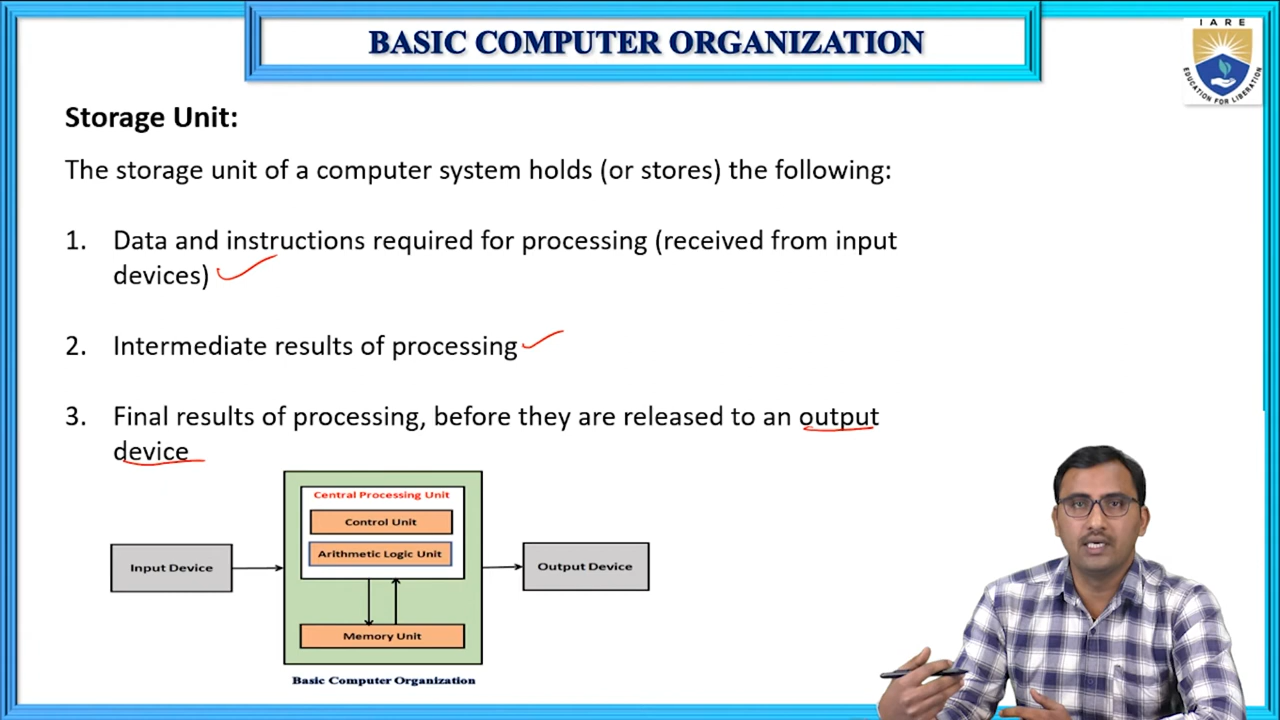 BASIC COMPUTER ORGANIZATION
IARE
EDUCATION FOR LIBERATION
Storage Unit:
The storage unit of a computer system holds (or stores) the following:
1. Data and instructions required for processing (received from input
devices)
2. Intermediate results of processing
3. Final results of processing, before they are released to an output
device
Central Processing Unit
Control Unit
Arithmetic Logic Unit
Input Device
Output Device
Memory Unit
Basic Computer Organization